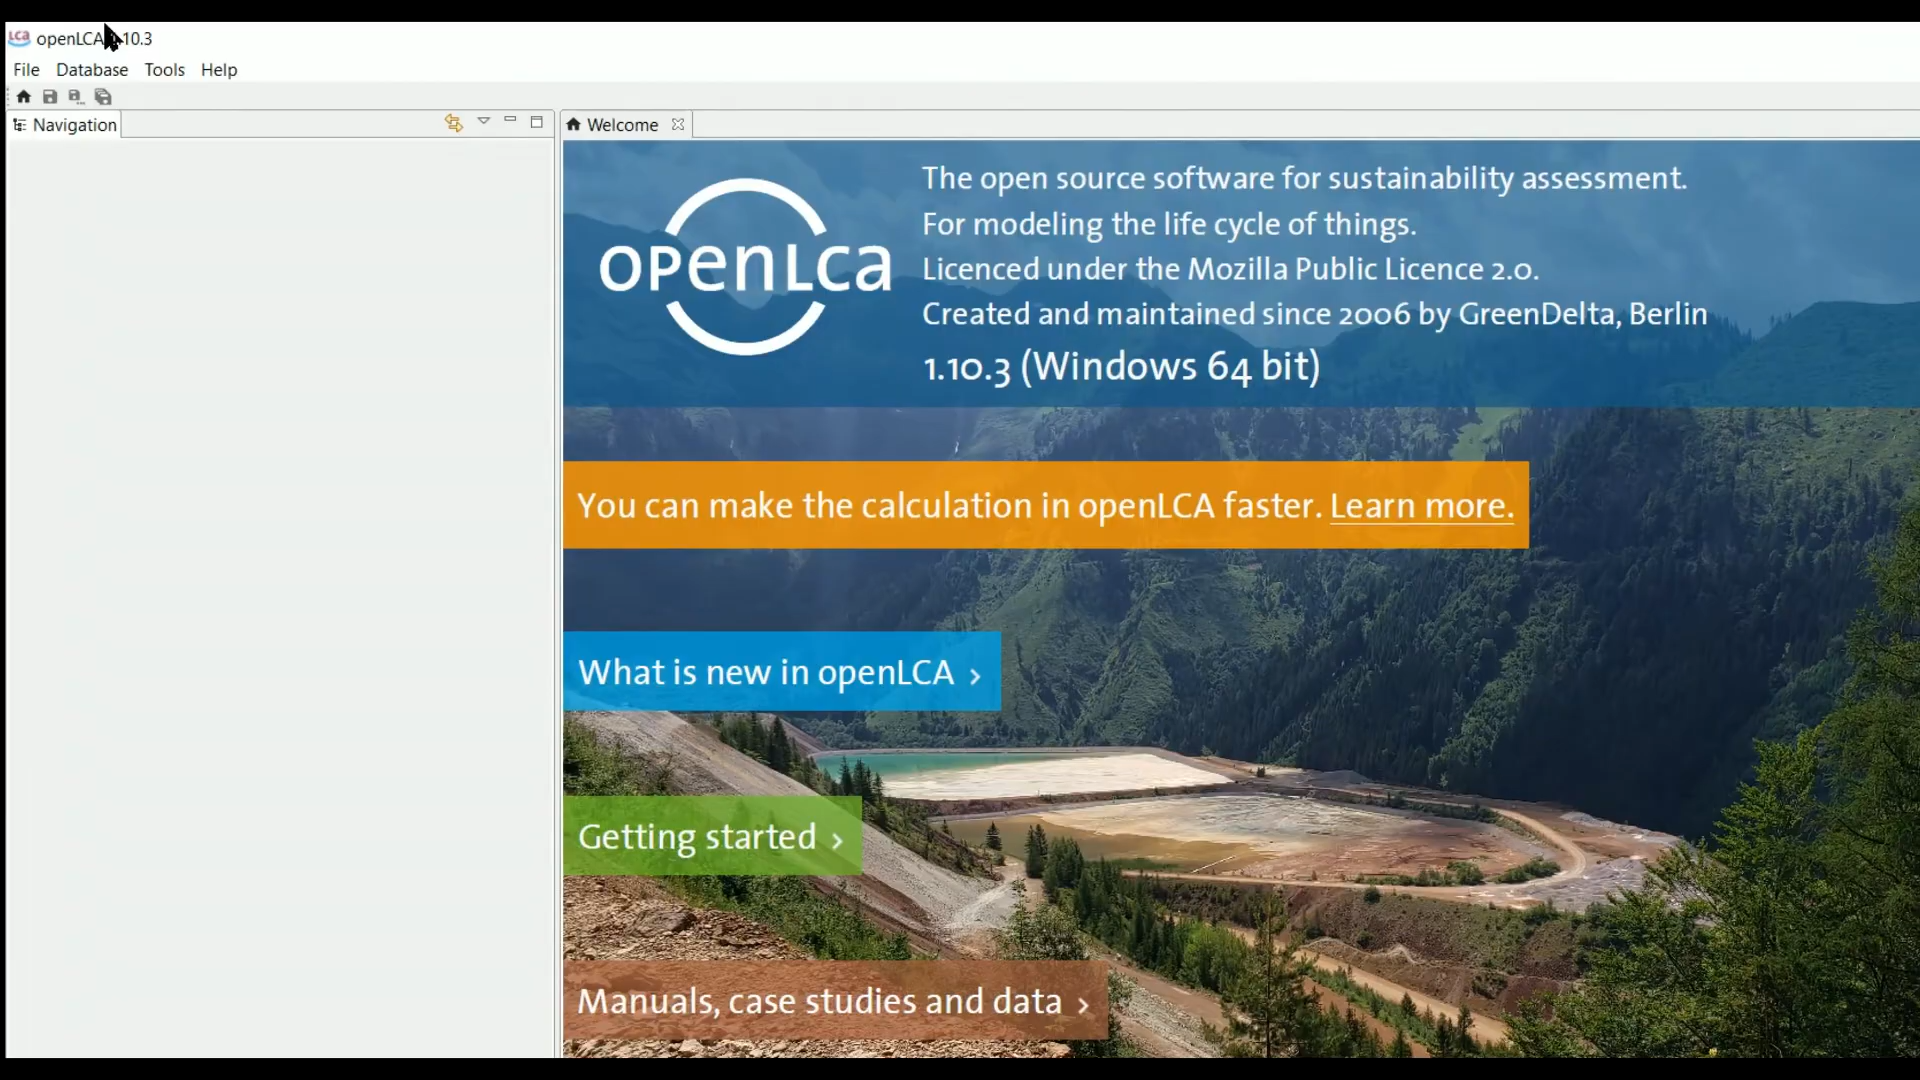 LCA openLCA 1.10.3
File Database Tools Help
Navigation
Welcome
openLca
The open source software for sustainability assessment.
For modeling the life cycle of things.
Licenced under the Mozilla Public Licence 2.0.
Created and maintained since 2006 by GreenDelta, Berlin
1.10.3 (Windows 64 bit)
You can make the calculation in openLCA faster. Learn more.
What is new in openLCA ›
Getting started ›
Manuals, case studies and data ›